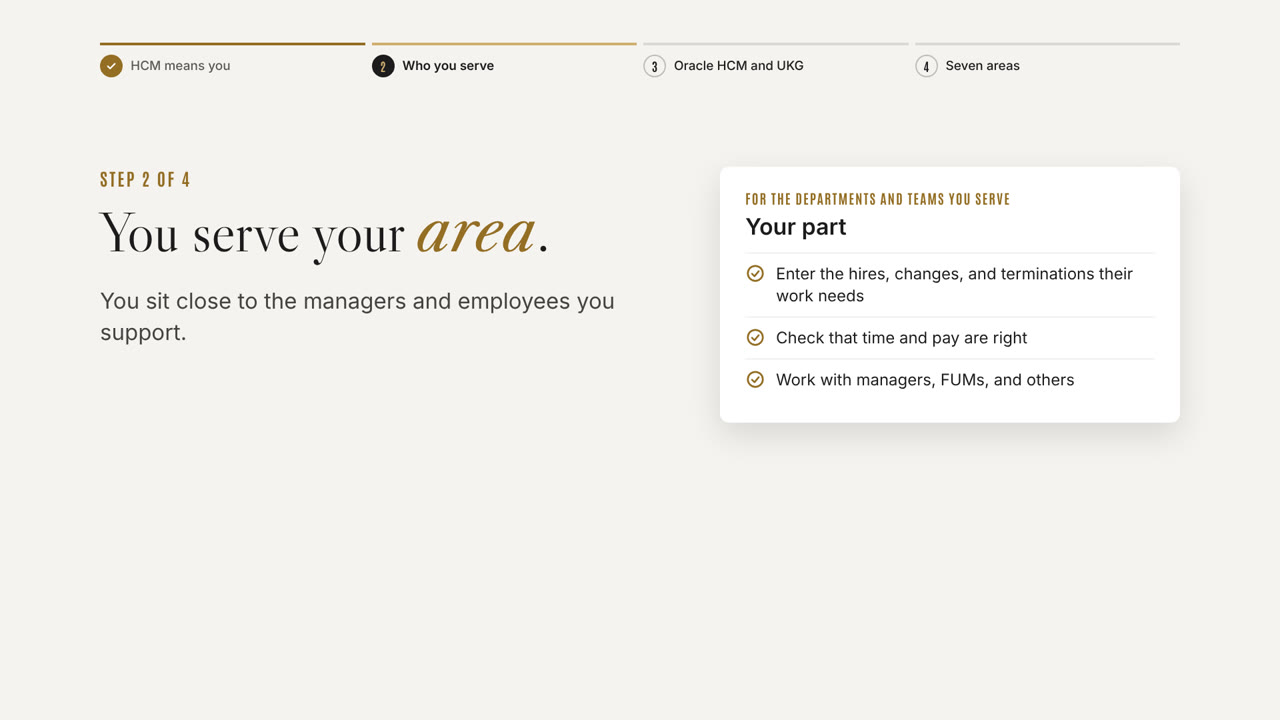 HCM means you
2 Who you serve
3 Oracle HCM and UKG
4 Seven areas
STEP 2 OF 4
You serve your area.
You sit close to the managers and employees you
support.
FOR THE DEPARTMENTS AND TEAMS YOU SERVE
Your part
Enter the hires, changes, and terminations their
work needs
Check that time and pay are right
Work with managers, FUMs, and others